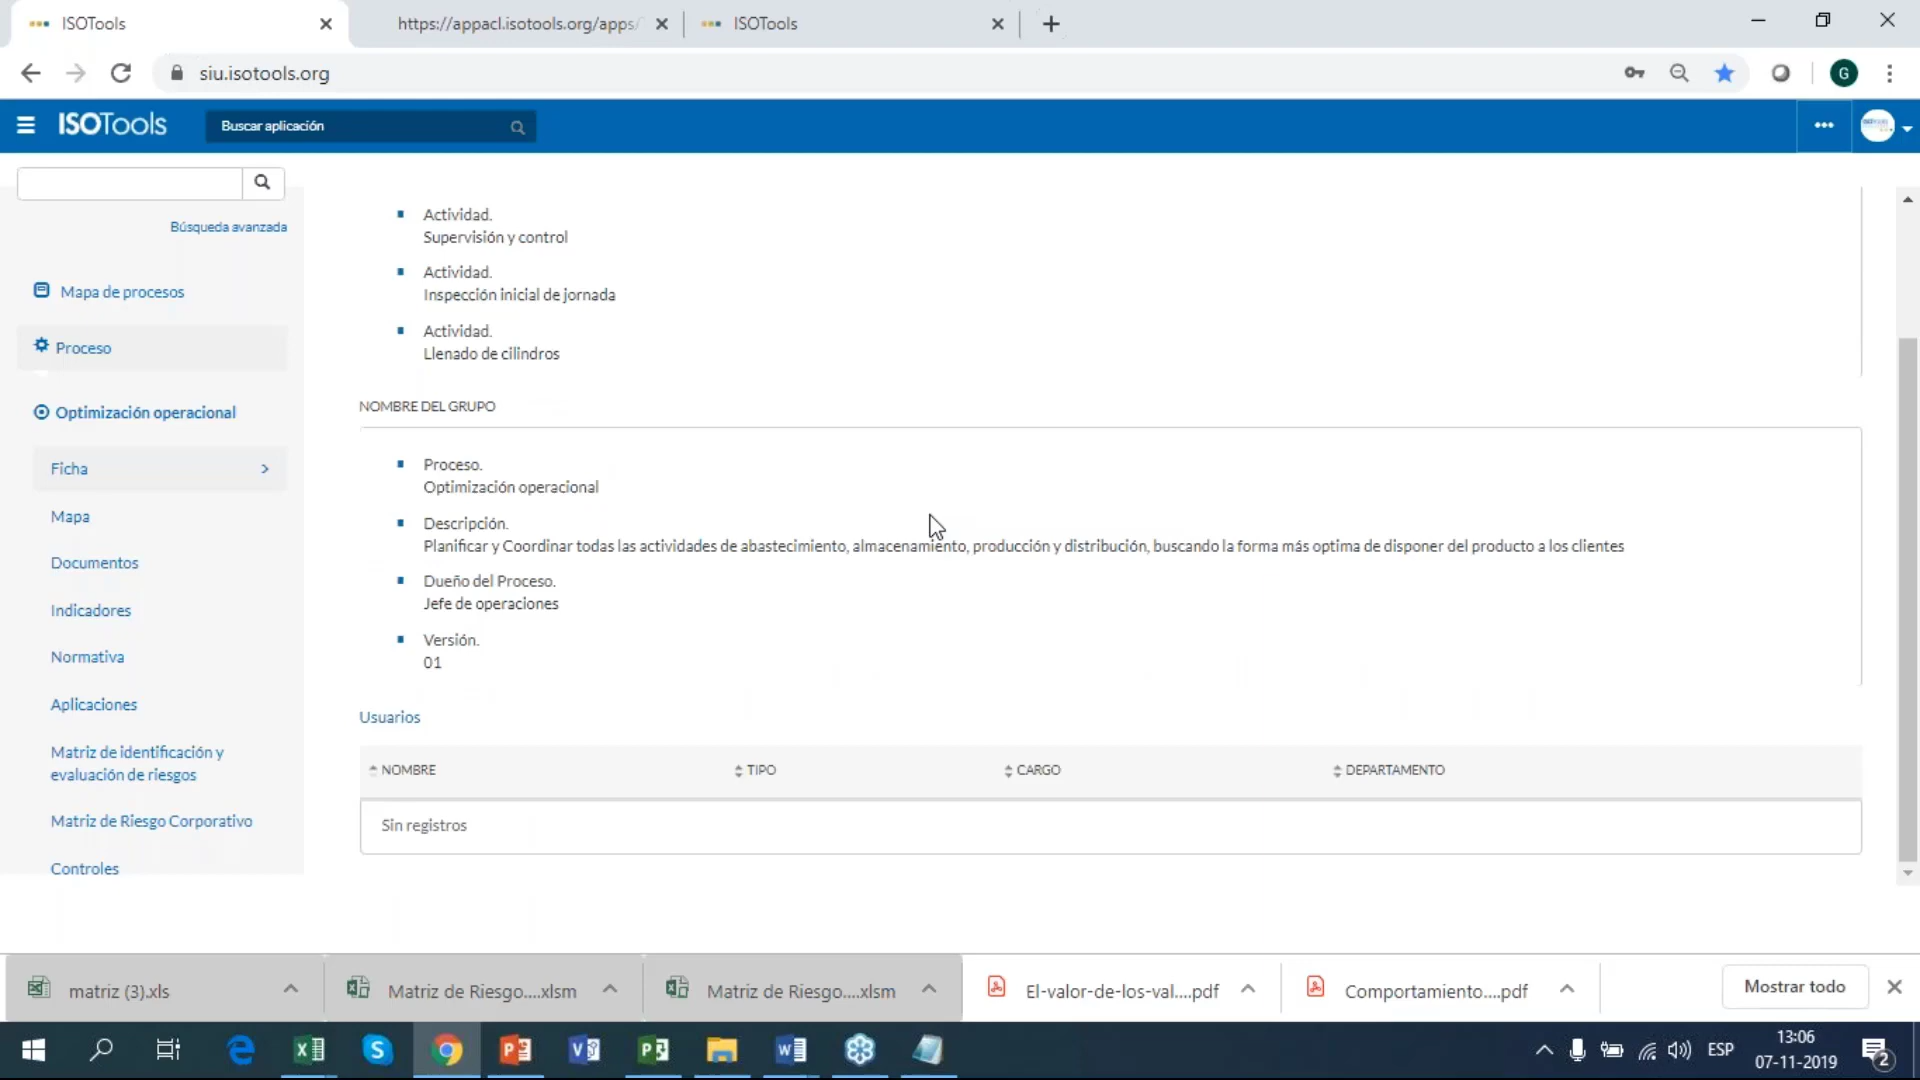 ISOTools
https://appacl.isotools.org/apps/
ISOTools
siu.isotools.org
G
ISOTools
Buscar aplicación
Búsqueda avanzada
Mapa de procesos
Proceso
Optimización operacional
Ficha
Mapa
Documentos
Indicadores
Normativa
Aplicaciones
Matriz de identificación y
evaluación de riesgos
Matriz de Riesgo Corporativo
Controles
Actividad.
Supervisión y control
Actividad.
Inspección inicial de jornada
Actividad.
Llenado de cilindros
NOMBRE DEL GRUPO
Proceso.
Optimización operacional
Descripción.
Planificar y Coordinar todas las actividades de abastecimiento, almacenamiento, producción y distribución, buscando la forma más optima de disponer del producto a los clientes
Dueño del Proceso.
Jefe de operaciones
Versión.
01
Usuarios
NOMBRE TIPO CARGO DEPARTAMENTO
Sin registros
matriz (3).xls
Matriz de Riesgo....xlsm
Matriz de Riesgo....xlsm
El-valor-de-los-val....pdf
Comportamiento....pdf
Mostrar todo
ESP
13:06
07-11-2019
2